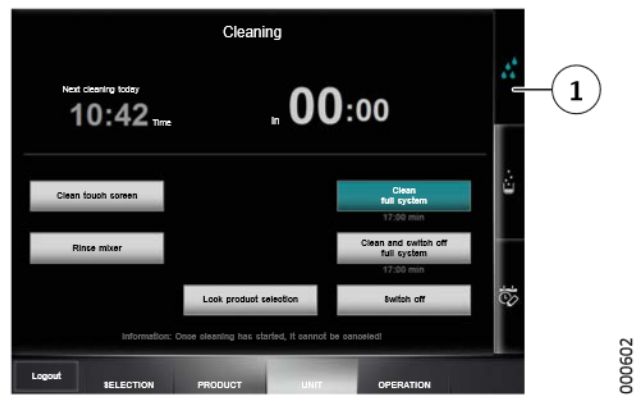 Cleaning
Next cleaning today
10:42 Time
In 00:00
Clean touch screen
Clean
full system
17:00 min
Rinse mixer
Clean and switch off
full system
17:00 min
Lock product selection
Switch off
Information: Once cleaning has started, it cannot be canceled!
Logout
SELECTION
PRODUCT
UNIT
OPERATION
1
000602